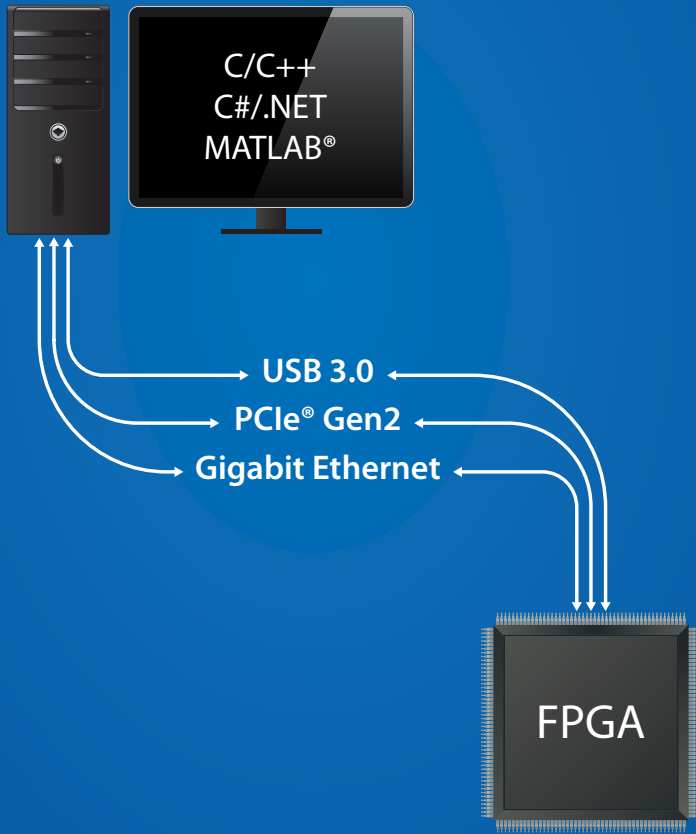 C/C++
C#/.NET
MATLAB®
USB 3.0
PCIe® Gen2
Gigabit Ethernet
FPGA